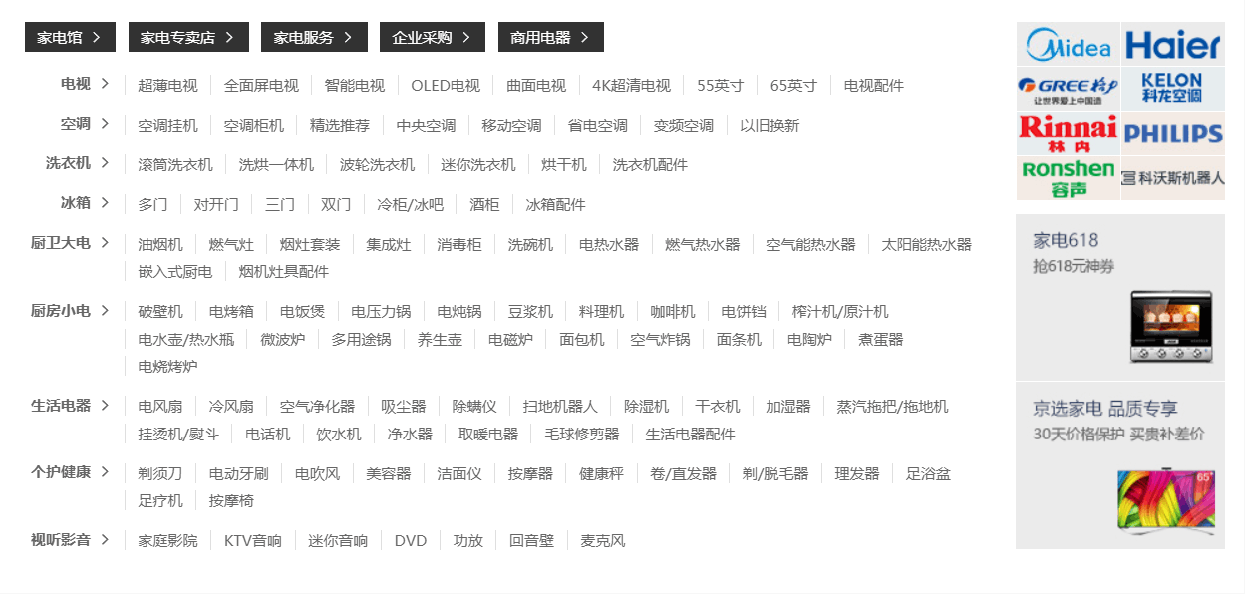 家电馆 家电专卖店 家电服务 企业采购 商用电器
电视 超薄电视 全面屏电视 智能电视 OLED电视 曲面电视 4K超清电视 55英寸 65英寸 电视配件
空调 空调挂机 空调柜机 精选推荐 中央空调 移动空调 省电空调 变频空调 以旧换新
洗衣机 滚筒洗衣机 洗烘一体机 波轮洗衣机 迷你洗衣机 烘干机 洗衣机配件
冰箱 多门 对开门 三门 双门 冷柜/冰吧 酒柜 冰箱配件
厨卫大电 油烟机 燃气灶 烟灶套装 集成灶 消毒柜 洗碗机 电热水器 燃气热水器 空气能热水器 太阳能热水器
嵌入式厨电 烟机灶具配件
厨房小电 破壁机 电烤箱 电饭煲 电压力锅 电炖锅 豆浆机 料理机 咖啡机 电饼铛 榨汁机/原汁机
电水壶/热水瓶 微波炉 多用途锅 养生壶 电磁炉 面包机 空气炸锅 面条机 电陶炉 煮蛋器
电烧烤炉
生活电器 电风扇 冷风扇 空气净化器 吸尘器 除螨仪 扫地机器人 除湿机 干衣机 加湿器 蒸汽拖把/拖地机
挂烫机/熨斗 电话机 饮水机 净水器 取暖电器 毛球修剪器 生活电器配件
个护健康 剃须刀 电动牙刷 电吹风 美容器 洁面仪 按摩器 健康秤 卷/直发器 剃/脱毛器 理发器 足浴盆
足疗机 按摩椅
视听影音 家庭影院 KTV音响 迷你音响 DVD 功放 回音壁 麦克风
Midea Haier
GREE格力 KELON
让世界爱上中国造 科龙空调
Rinnai PHILIPS
林内
Ronshen 科沃斯机器人
容声
家电618
抢618元神券
京选家电 品质专享
30天价格保护 买贵补差价
65"